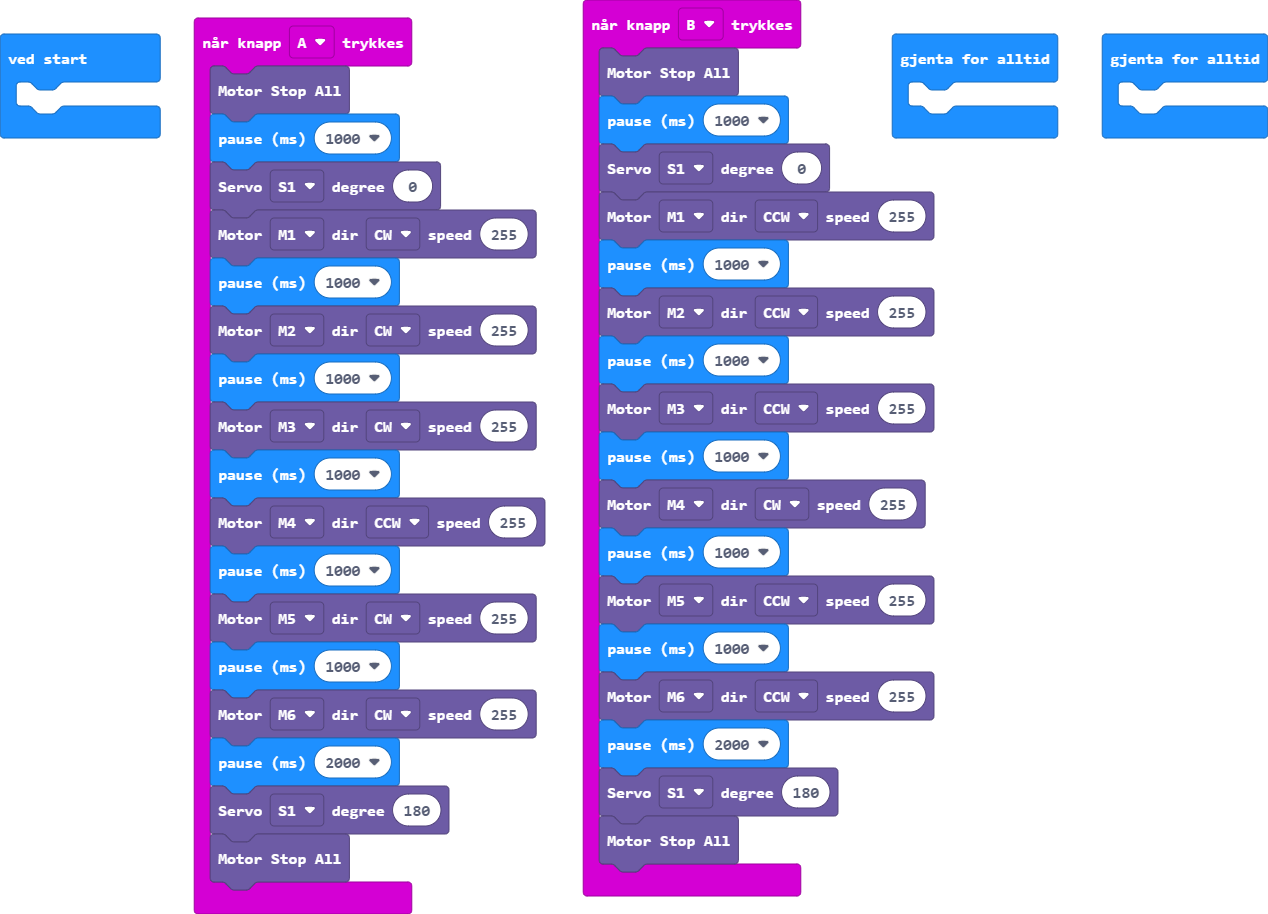 ved start
når knapp A trykkes
Motor Stop All
pause (ms) 1000
Servo S1 degree 0
Motor M1 dir CW speed 255
pause (ms) 1000
Motor M2 dir CW speed 255
pause (ms) 1000
Motor M3 dir CW speed 255
pause (ms) 1000
Motor M4 dir CCW speed 255
pause (ms) 1000
Motor M5 dir CW speed 255
pause (ms) 1000
Motor M6 dir CW speed 255
pause (ms) 2000
Servo S1 degree 180
Motor Stop All
når knapp B trykkes
Motor Stop All
pause (ms) 1000
Servo S1 degree 0
Motor M1 dir CCW speed 255
pause (ms) 1000
Motor M2 dir CCW speed 255
pause (ms) 1000
Motor M3 dir CCW speed 255
pause (ms) 1000
Motor M4 dir CW speed 255
pause (ms) 1000
Motor M5 dir CCW speed 255
pause (ms) 1000
Motor M6 dir CCW speed 255
pause (ms) 2000
Servo S1 degree 180
Motor Stop All
gjenta for alltid
gjenta for alltid